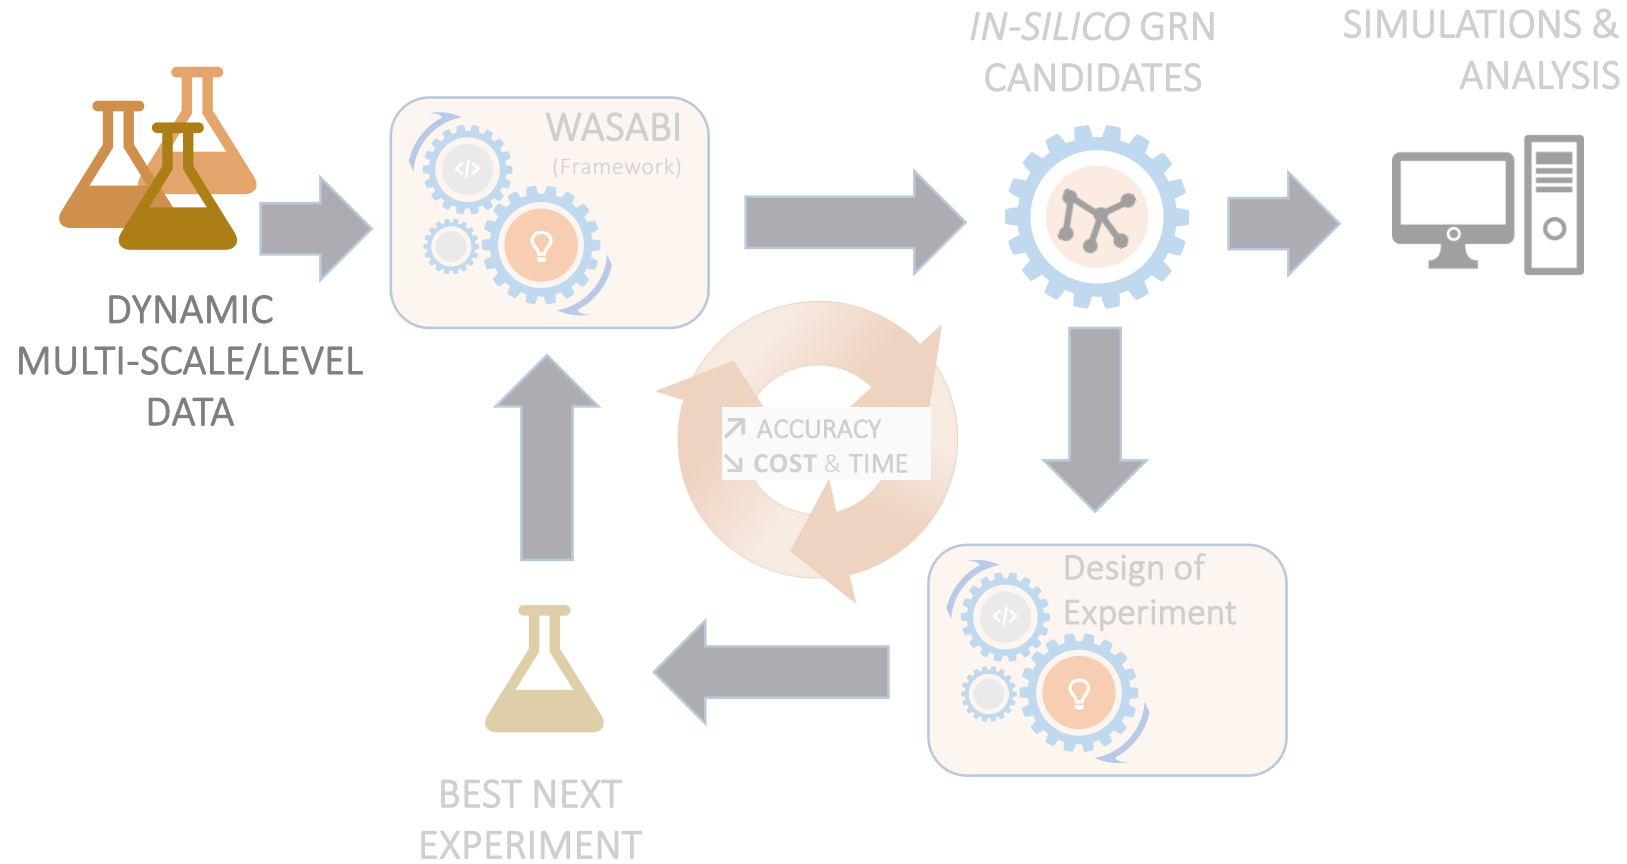 IN-SILICO GRN
CANDIDATES
SIMULATIONS &
ANALYSIS
WASABI
(Framework)
</>
DYNAMIC
MULTI-SCALE/LEVEL
DATA
↗ ACCURACY
↘ COST & TIME
Design of
Experiment
</>
BEST NEXT
EXPERIMENT